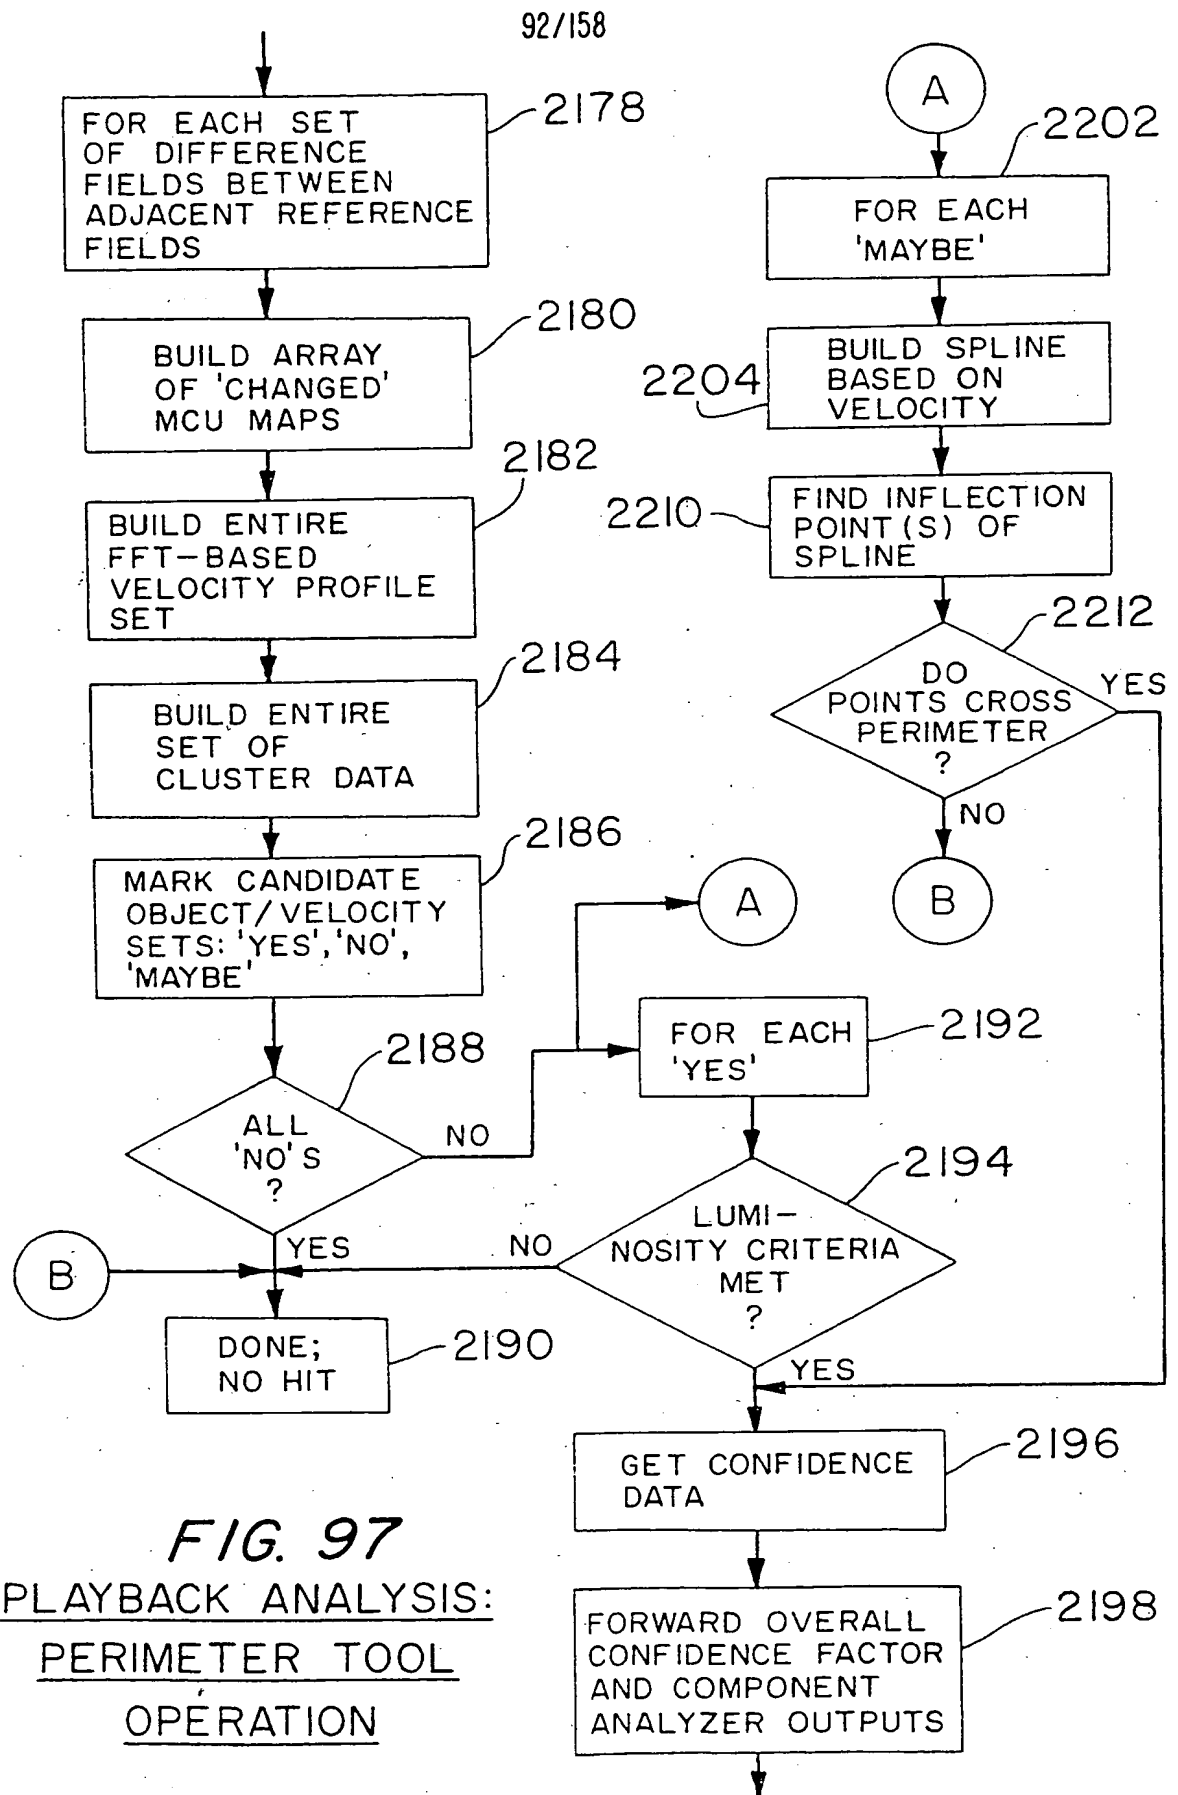 92/158
FOR EACH SET
OF DIFFERENCE
FIELDS BETWEEN
ADJACENT REFERENCE
FIELDS
2178
BUILD ARRAY
OF 'CHANGED'
MCU MAPS
2180
BUILD ENTIRE
FFT-BASED
VELOCITY PROFILE
SET
2182
BUILD ENTIRE
SET OF
CLUSTER DATA
2184
MARK CANDIDATE
OBJECT/VELOCITY
SETS: 'YES', 'NO',
'MAYBE'
2186
ALL
'NO'S
?
2188
NO
YES
B
DONE;
NO HIT
2190
A
FOR EACH
'YES'
2192
LUMI-
NOSITY CRITERIA
MET
?
2194
NO
YES
GET CONFIDENCE
DATA
2196
FORWARD OVERALL
CONFIDENCE FACTOR
AND COMPONENT
ANALYZER OUTPUTS
2198
A
FOR EACH
'MAYBE'
2202
BUILD SPLINE
BASED ON
VELOCITY
2204
FIND INFLECTION
POINT(S) OF
SPLINE
2210
DO
POINTS CROSS
PERIMETER
?
2212
YES
NO
B
FIG. 97
PLAYBACK ANALYSIS:
PERIMETER TOOL
OPERATION